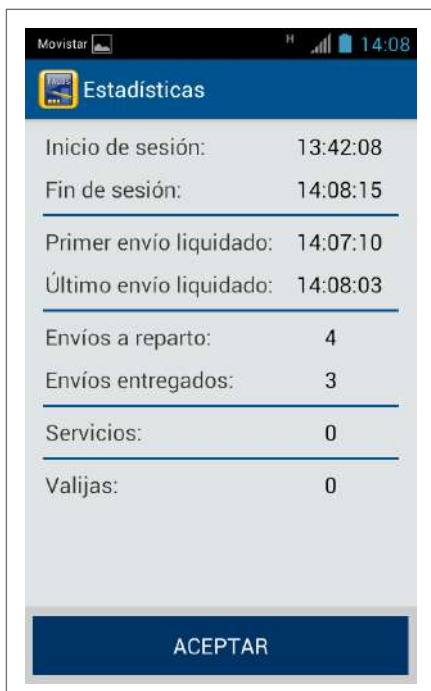 Movistar H 14:08
Estadísticas
Inicio de sesión: 13:42:08
Fin de sesión: 14:08:15
Primer envío liquidado: 14:07:10
Último envío liquidado: 14:08:03
Envíos a reparto: 4
Envíos entregados: 3
Servicios: 0
Valijas: 0
ACEPTAR